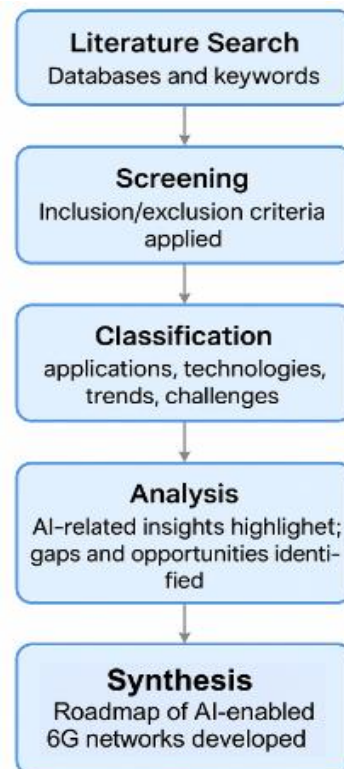 Literature Search
Databases and keywords
Screening
Inclusion/exclusion criteria
applied
Classification
applications, technologies,
trends, challenges
Analysis
AI-related insights highlighet;
gaps and opportunities identi-
fied
Synthesis
Roadmap of AI-enabled
6G networks developed